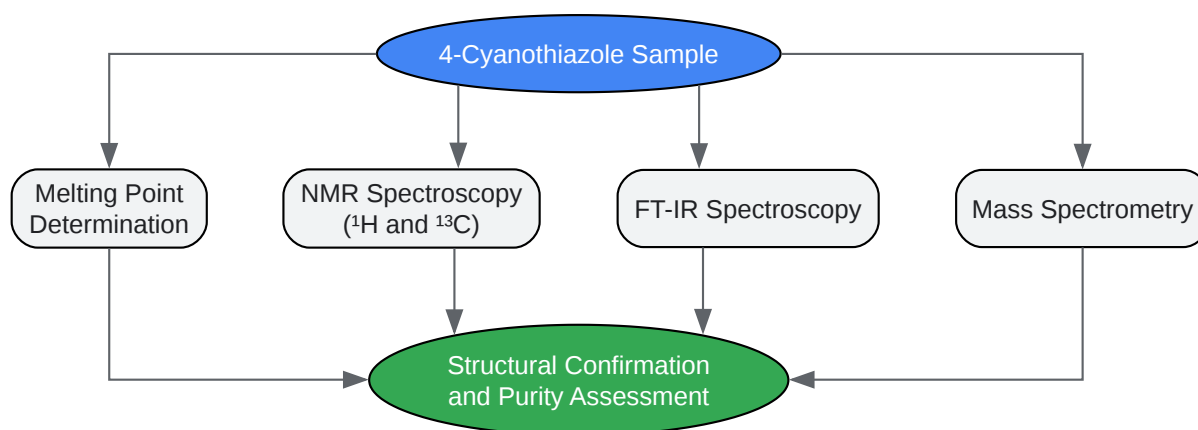 4-Cyanothiazole Sample
Melting Point
Determination
NMR Spectroscopy
(¹H and ¹³C)
FT-IR Spectroscopy
Mass Spectrometry
Structural Confirmation
and Purity Assessment